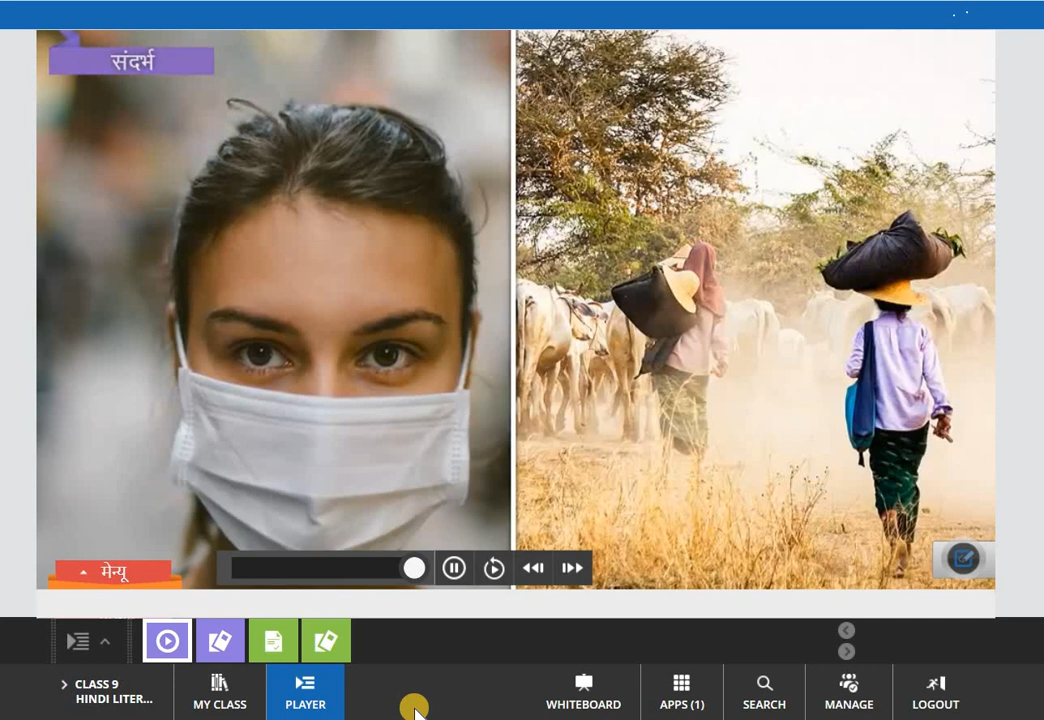 संदर्भ
मेन्यू
CLASS 9
HINDI LITER...
MY CLASS
PLAYER
WHITEBOARD
APPS (1)
SEARCH
MANAGE
LOGOUT